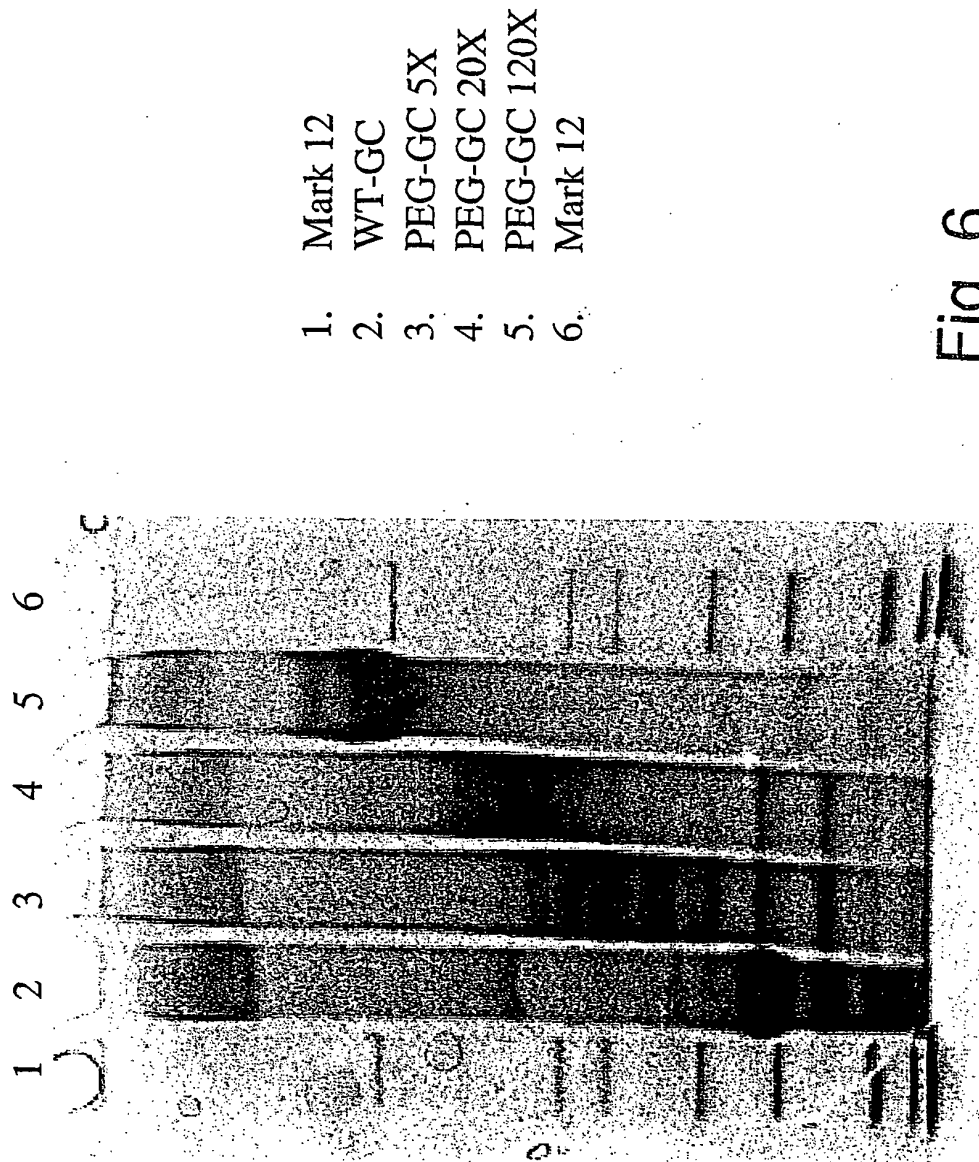 1 2 3 4 5 6
1. Mark 12
2. WT-GC
3. PEG-GC 5X
4. PEG-GC 20X
5. PEG-GC 120X
6. Mark 12
Fig 6